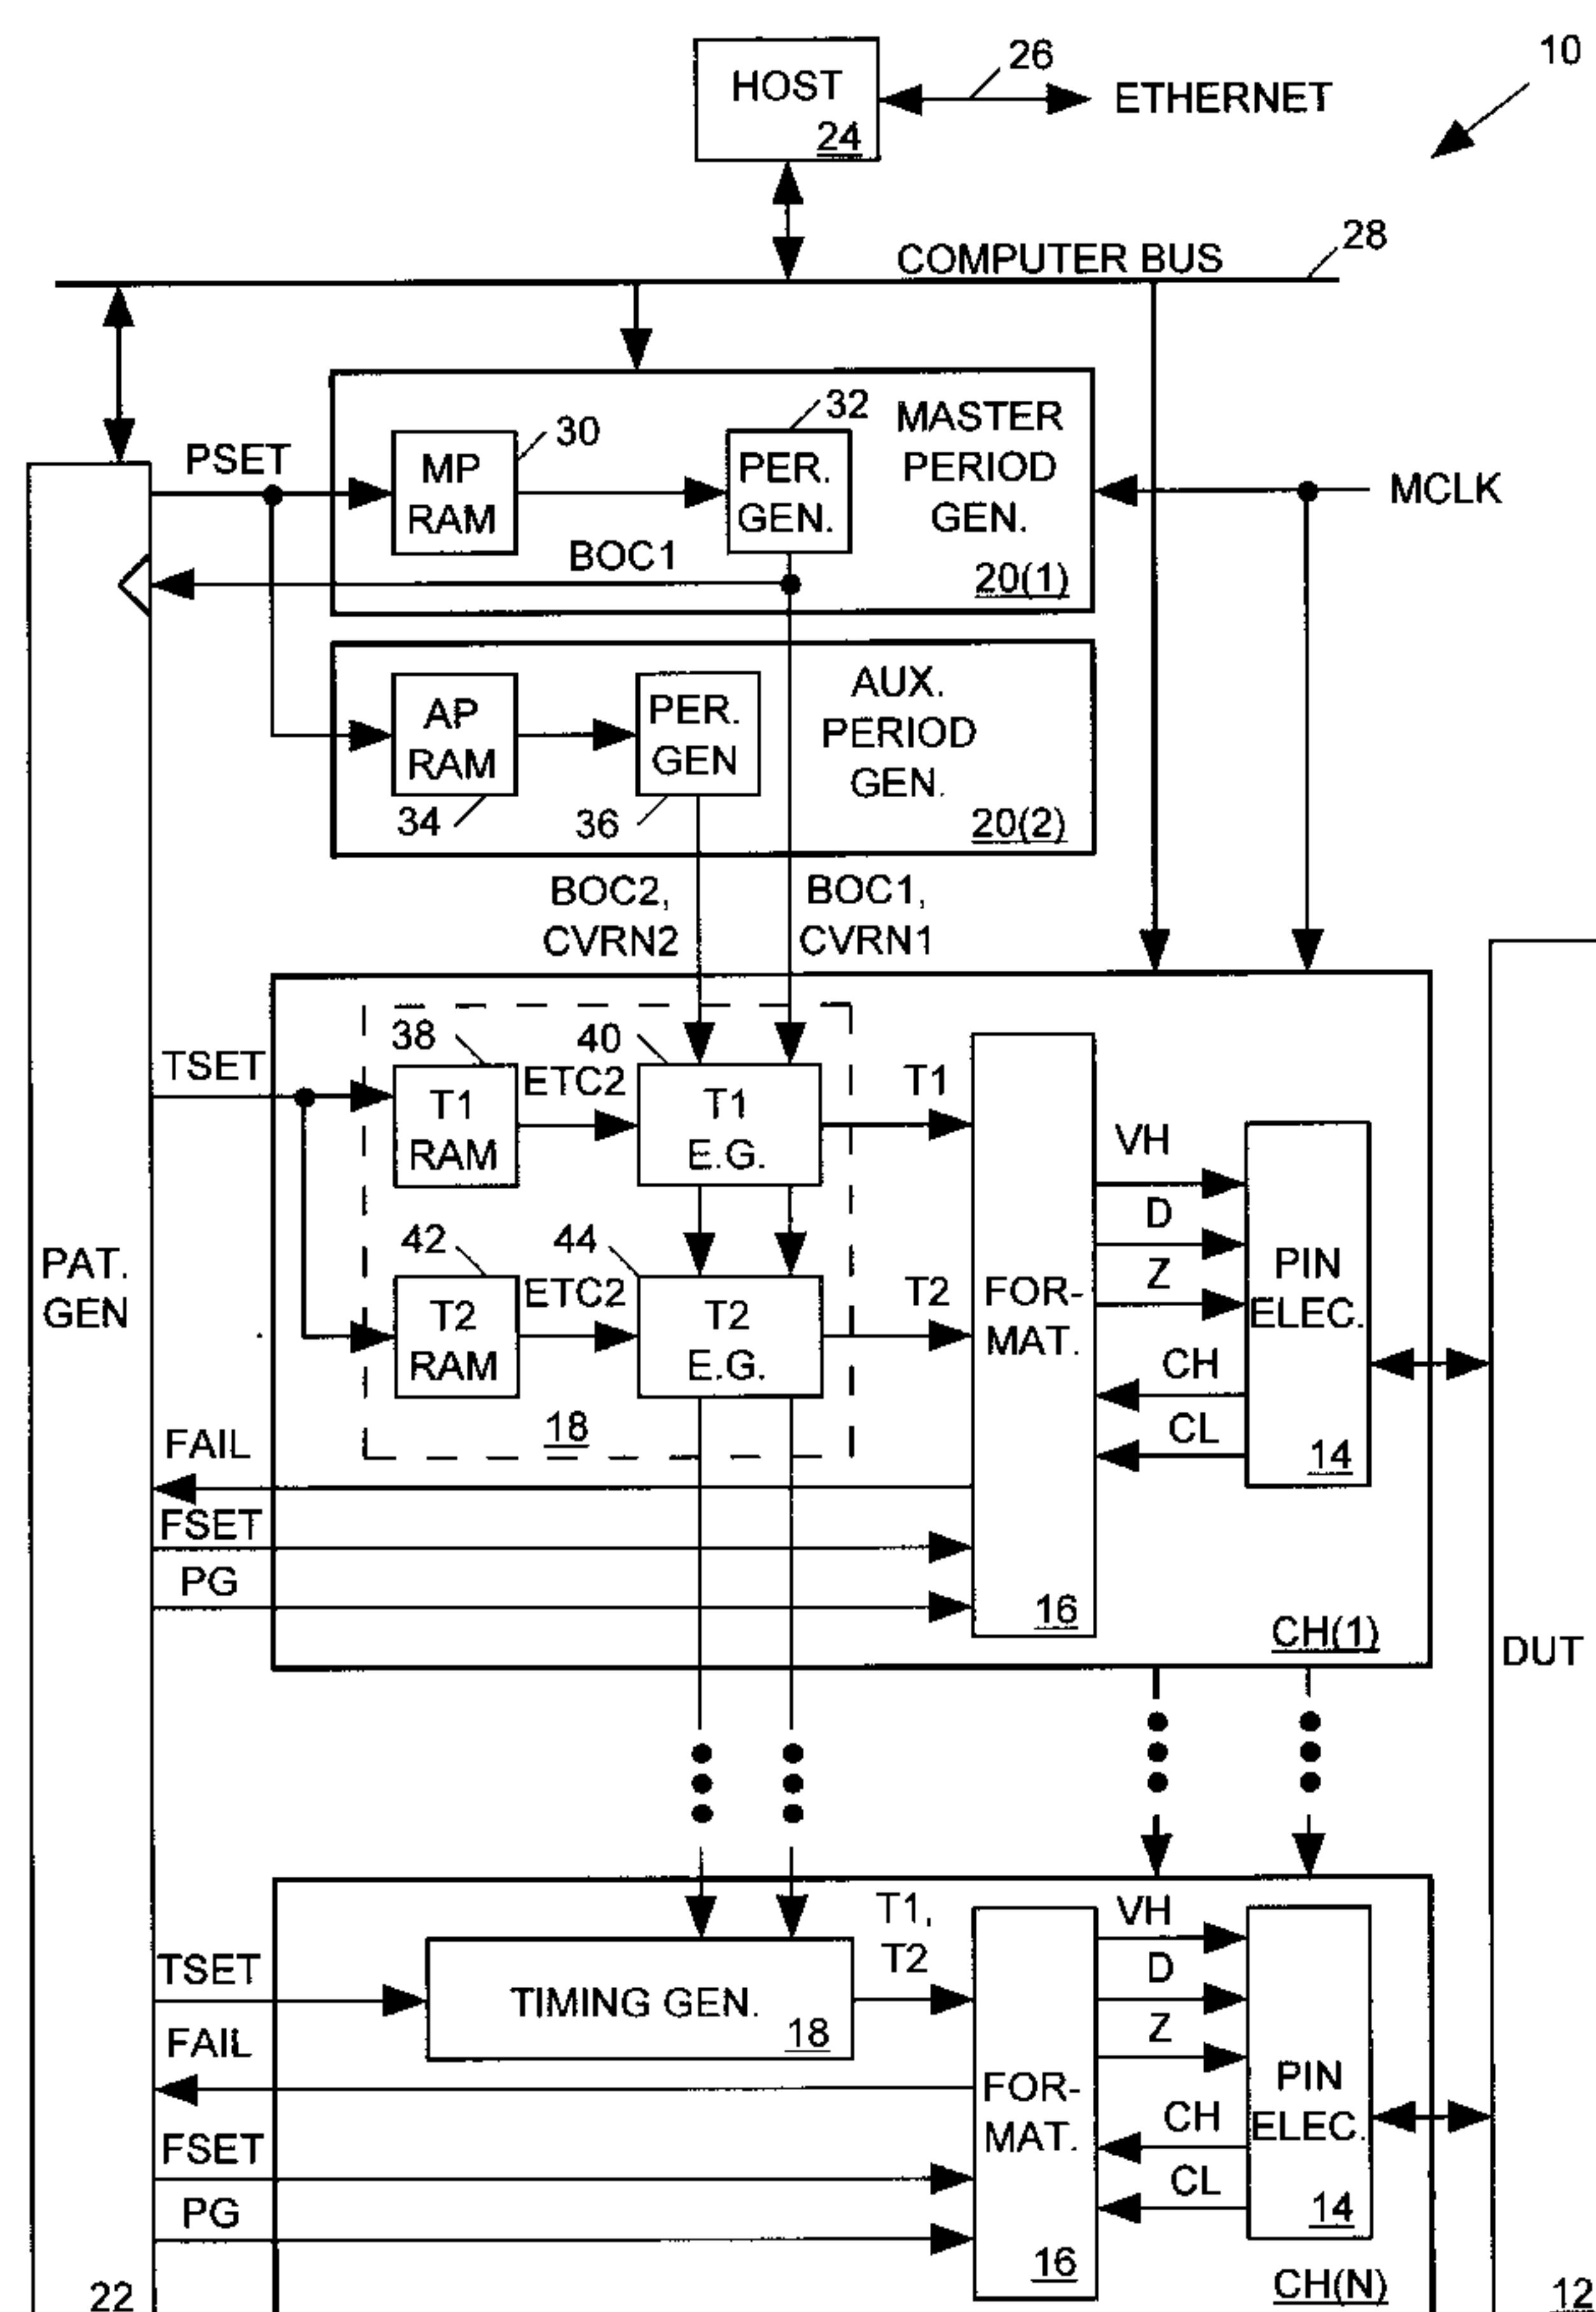 10
26
HOST
24
ETHERNET
28
COMPUTER BUS
PSET
30
32
MP
RAM
PER.
GEN.
MASTER
PERIOD
GEN.
20(1)
MCLK
BOC1
AP
RAM
34
PER.
GEN
36
AUX.
PERIOD
GEN.
20(2)
BOC2,
CVRN2
BOC1,
CVRN1
TSET
38
40
T1
RAM
ETC2
T1
E.G.
T1
42
44
T2
RAM
ETC2
T2
E.G.
T2
18
PAT.
GEN
FOR-
MAT.
16
VH
D
Z
CH
CL
PIN
ELEC.
14
FAIL
FSET
PG
CH(1)
DUT
TSET
TIMING GEN.
18
T1,
T2
FAIL
FSET
PG
FOR-
MAT.
16
VH
D
Z
CH
CL
PIN
ELEC.
14
CH(N)
22
12